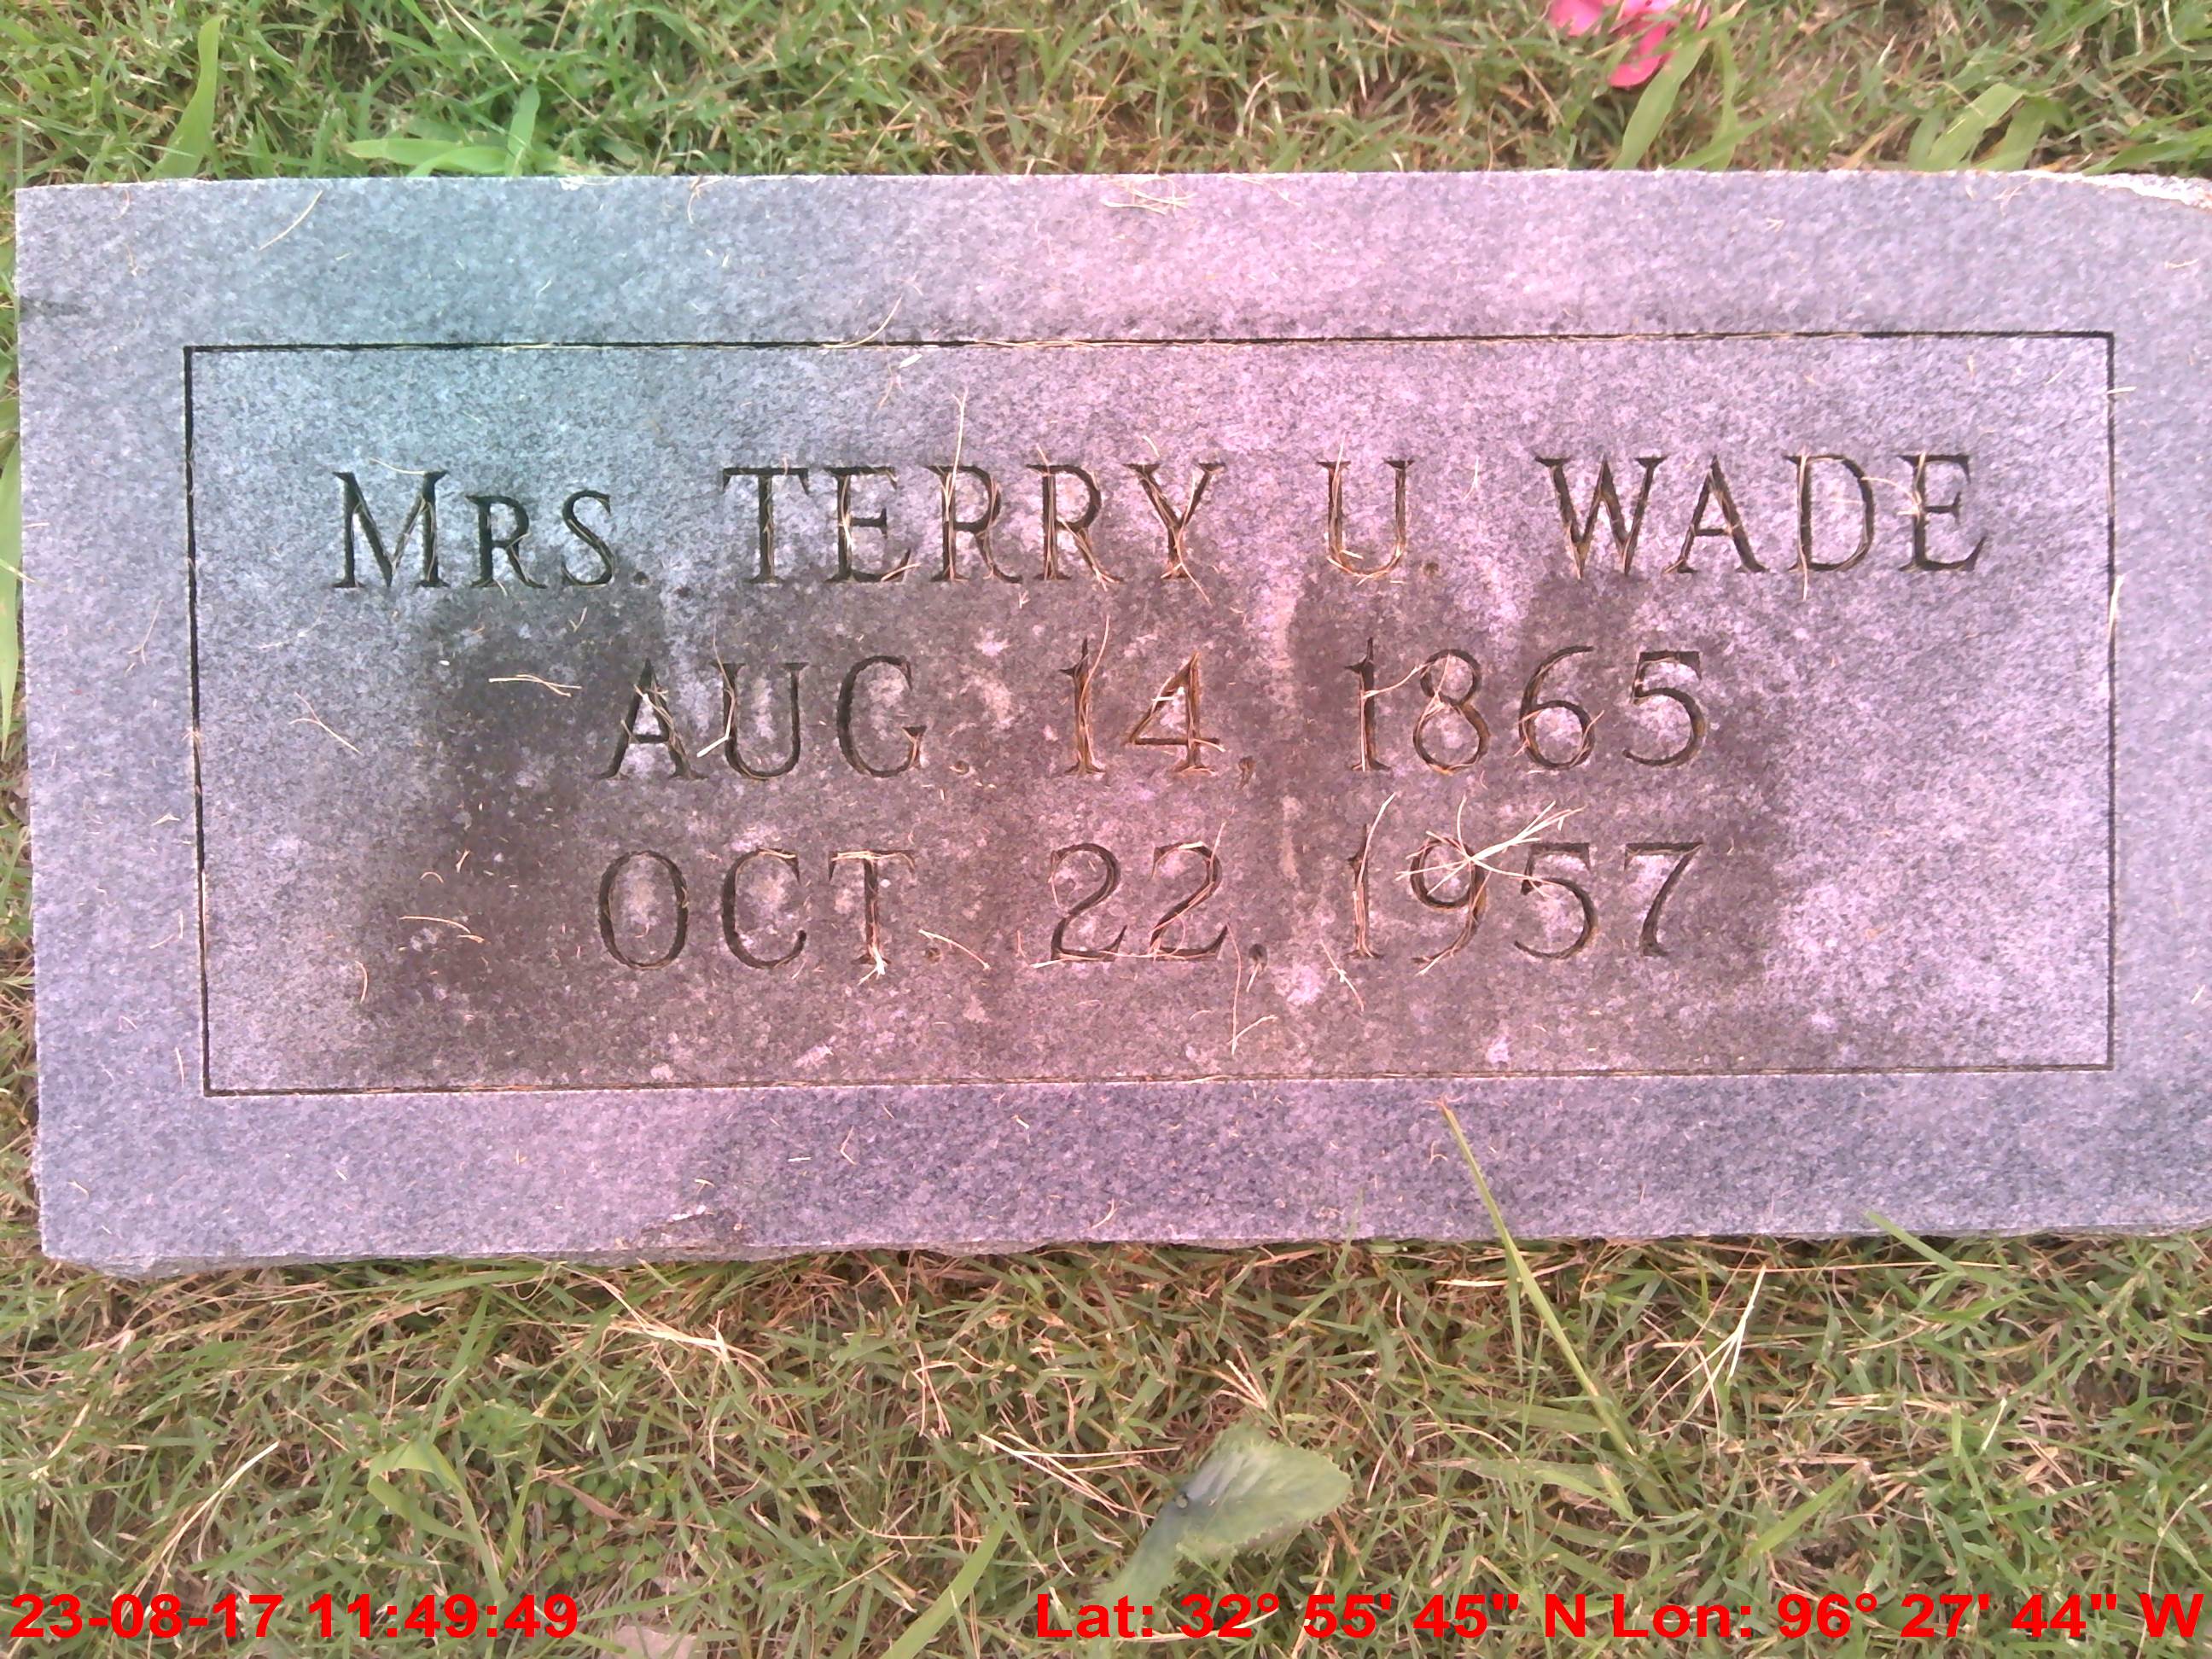 Mrs. TERRY U. WADE
AUG. 14, 1865
OCT. 22, 1957
23-08-17 11:49:49 Lat: 32° 55' 45" N Lon: 96° 27' 44" W